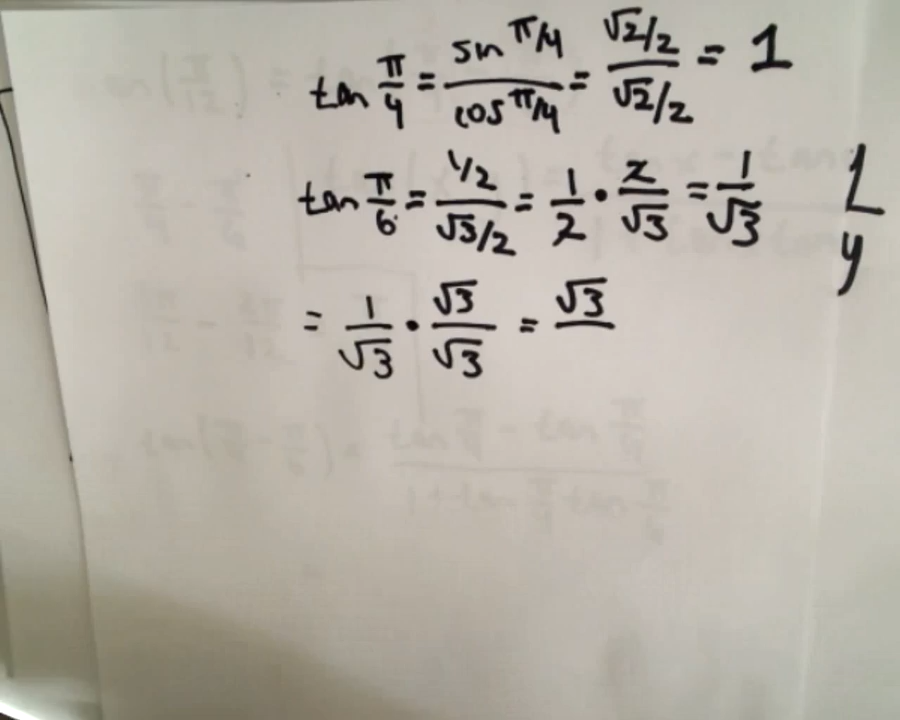 tan π/4 = sin π/4 / cos π/4 = √2/2 / √2/2 = 1
tan π/6 = 1/2 / √3/2 = 1/2 · 2/√3 = 1/√3 1/y
= 1/√3 · √3/√3 = √3/